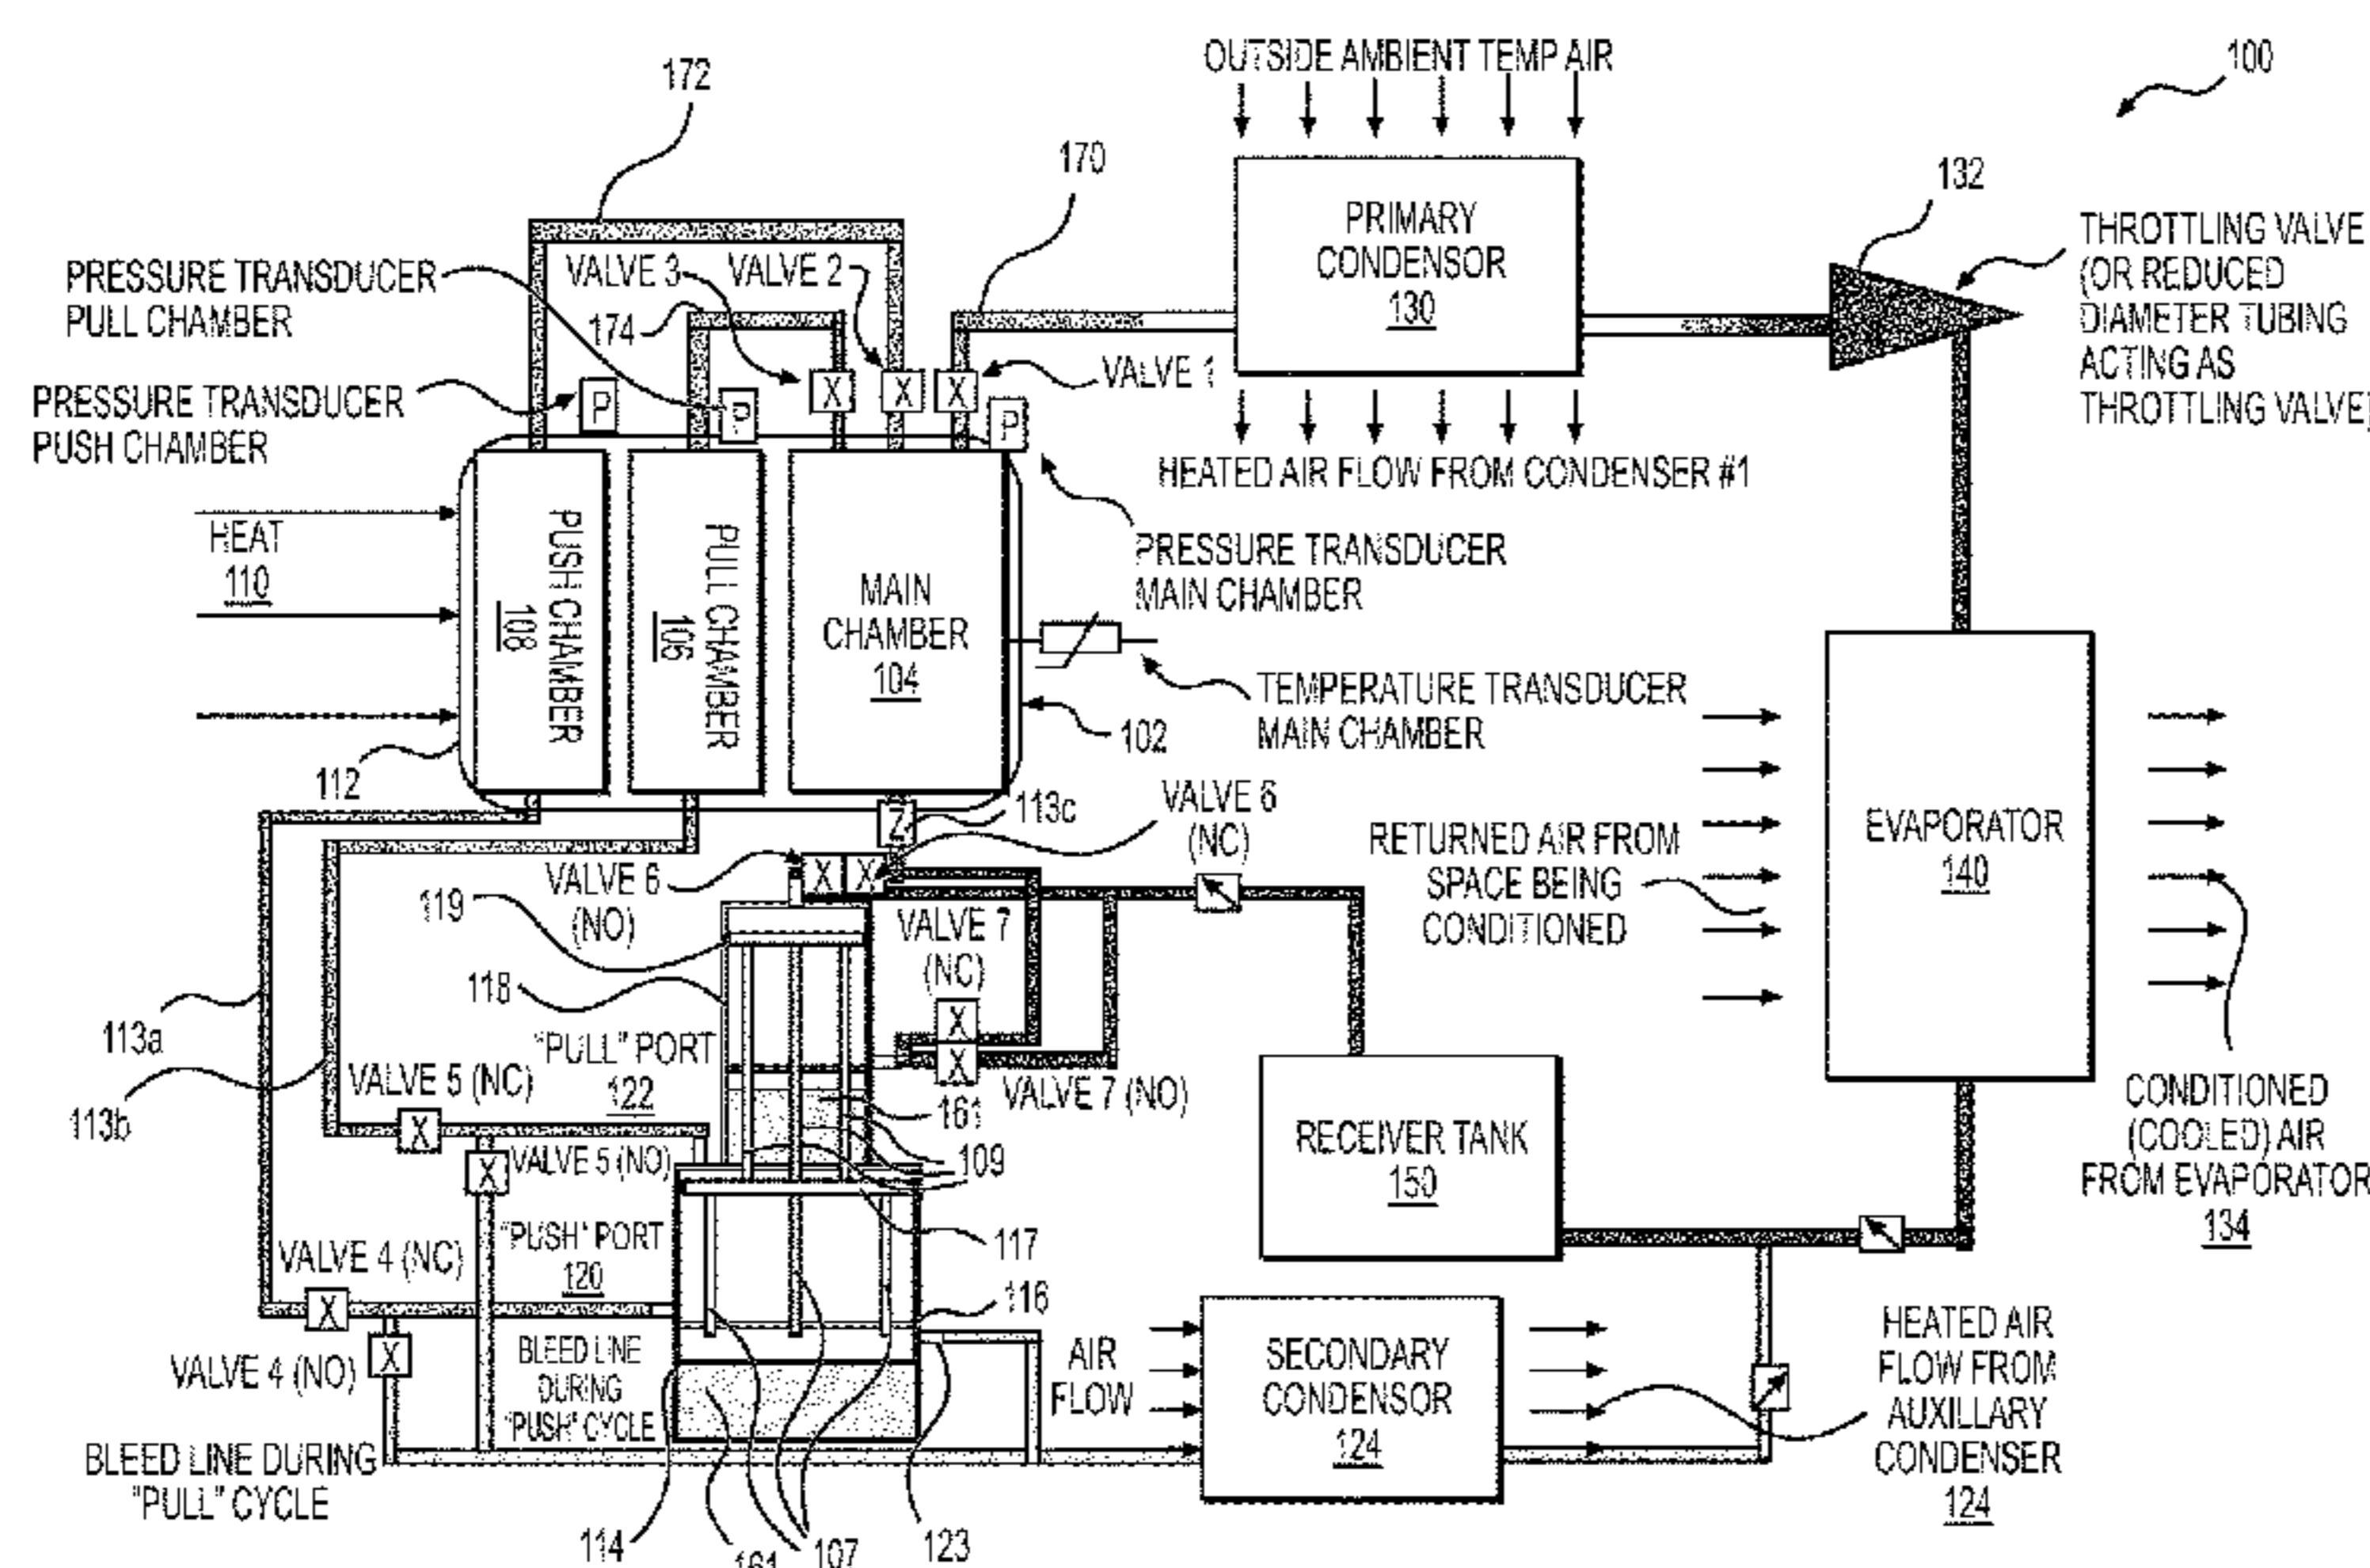 OUTSIDE AMBIENT TEMP AIR
100
172
170
132
PRIMARY
CONDENSOR
130
THROTTLING VALVE
(OR REDUCED
DIAMETER TUBING
ACTING AS
THROTTLING VALVE)
PRESSURE TRANSDUCER
PULL CHAMBER
VALVE 3
VALVE 2
174
VALVE 1
PRESSURE TRANSDUCER
PUSH CHAMBER
P
P
X
X
X
P
HEATED AIR FLOW FROM CONDENSER #1
HEAT
110
PUSH CHAMBER
108
PULL CHAMBER
106
MAIN
CHAMBER
104
PRESSURE TRANSDUCER
MAIN CHAMBER
TEMPERATURE TRANSDUCER
MAIN CHAMBER
102
112
Z
113c
VALVE 6
(NC)
RETURNED AIR FROM
SPACE BEING
CONDITIONED
EVAPORATOR
140
VALVE 6
(NO)
X
X
119
118
VALVE 7
(NC)
113a
113b
"PULL" PORT
122
X
X
VALVE 7 (NO)
VALVE 5 (NC)
X
161
109
VALVE 5 (NO)
X
RECEIVER TANK
150
CONDITIONED
(COOLED) AIR
FROM EVAPORATOR
134
"PUSH" PORT
120
117
VALVE 4 (NC)
X
116
VALVE 4 (NO)
X
BLEED LINE
DURING
"PUSH" CYCLE
AIR
FLOW
SECONDARY
CONDENSOR
124
HEATED AIR
FLOW FROM
AUXILLARY
CONDENSER
124
BLEED LINE DURING
"PULL" CYCLE
114
161
107
123